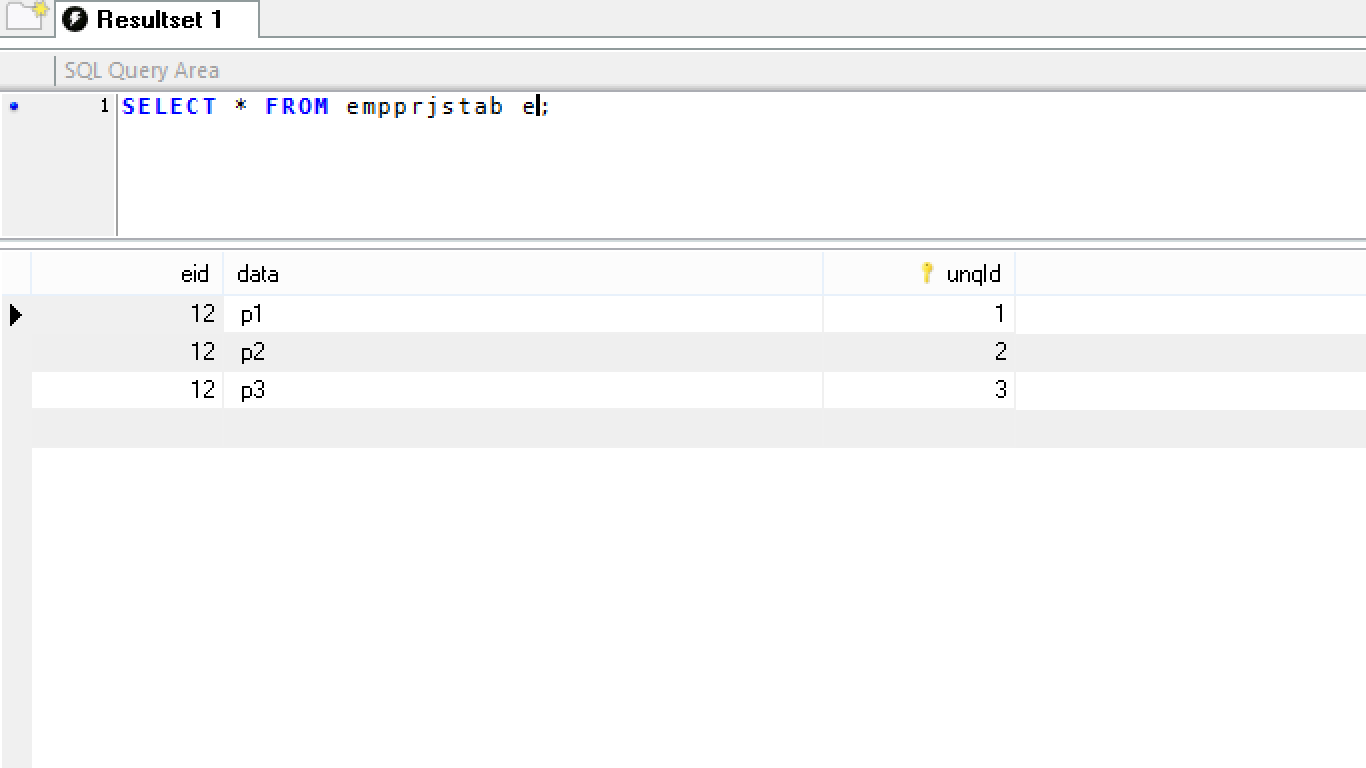 Resultset 1
SQL Query Area
1 SELECT * FROM empprjstab e;
eid data unqId
12 p1 1
12 p2 2
12 p3 3